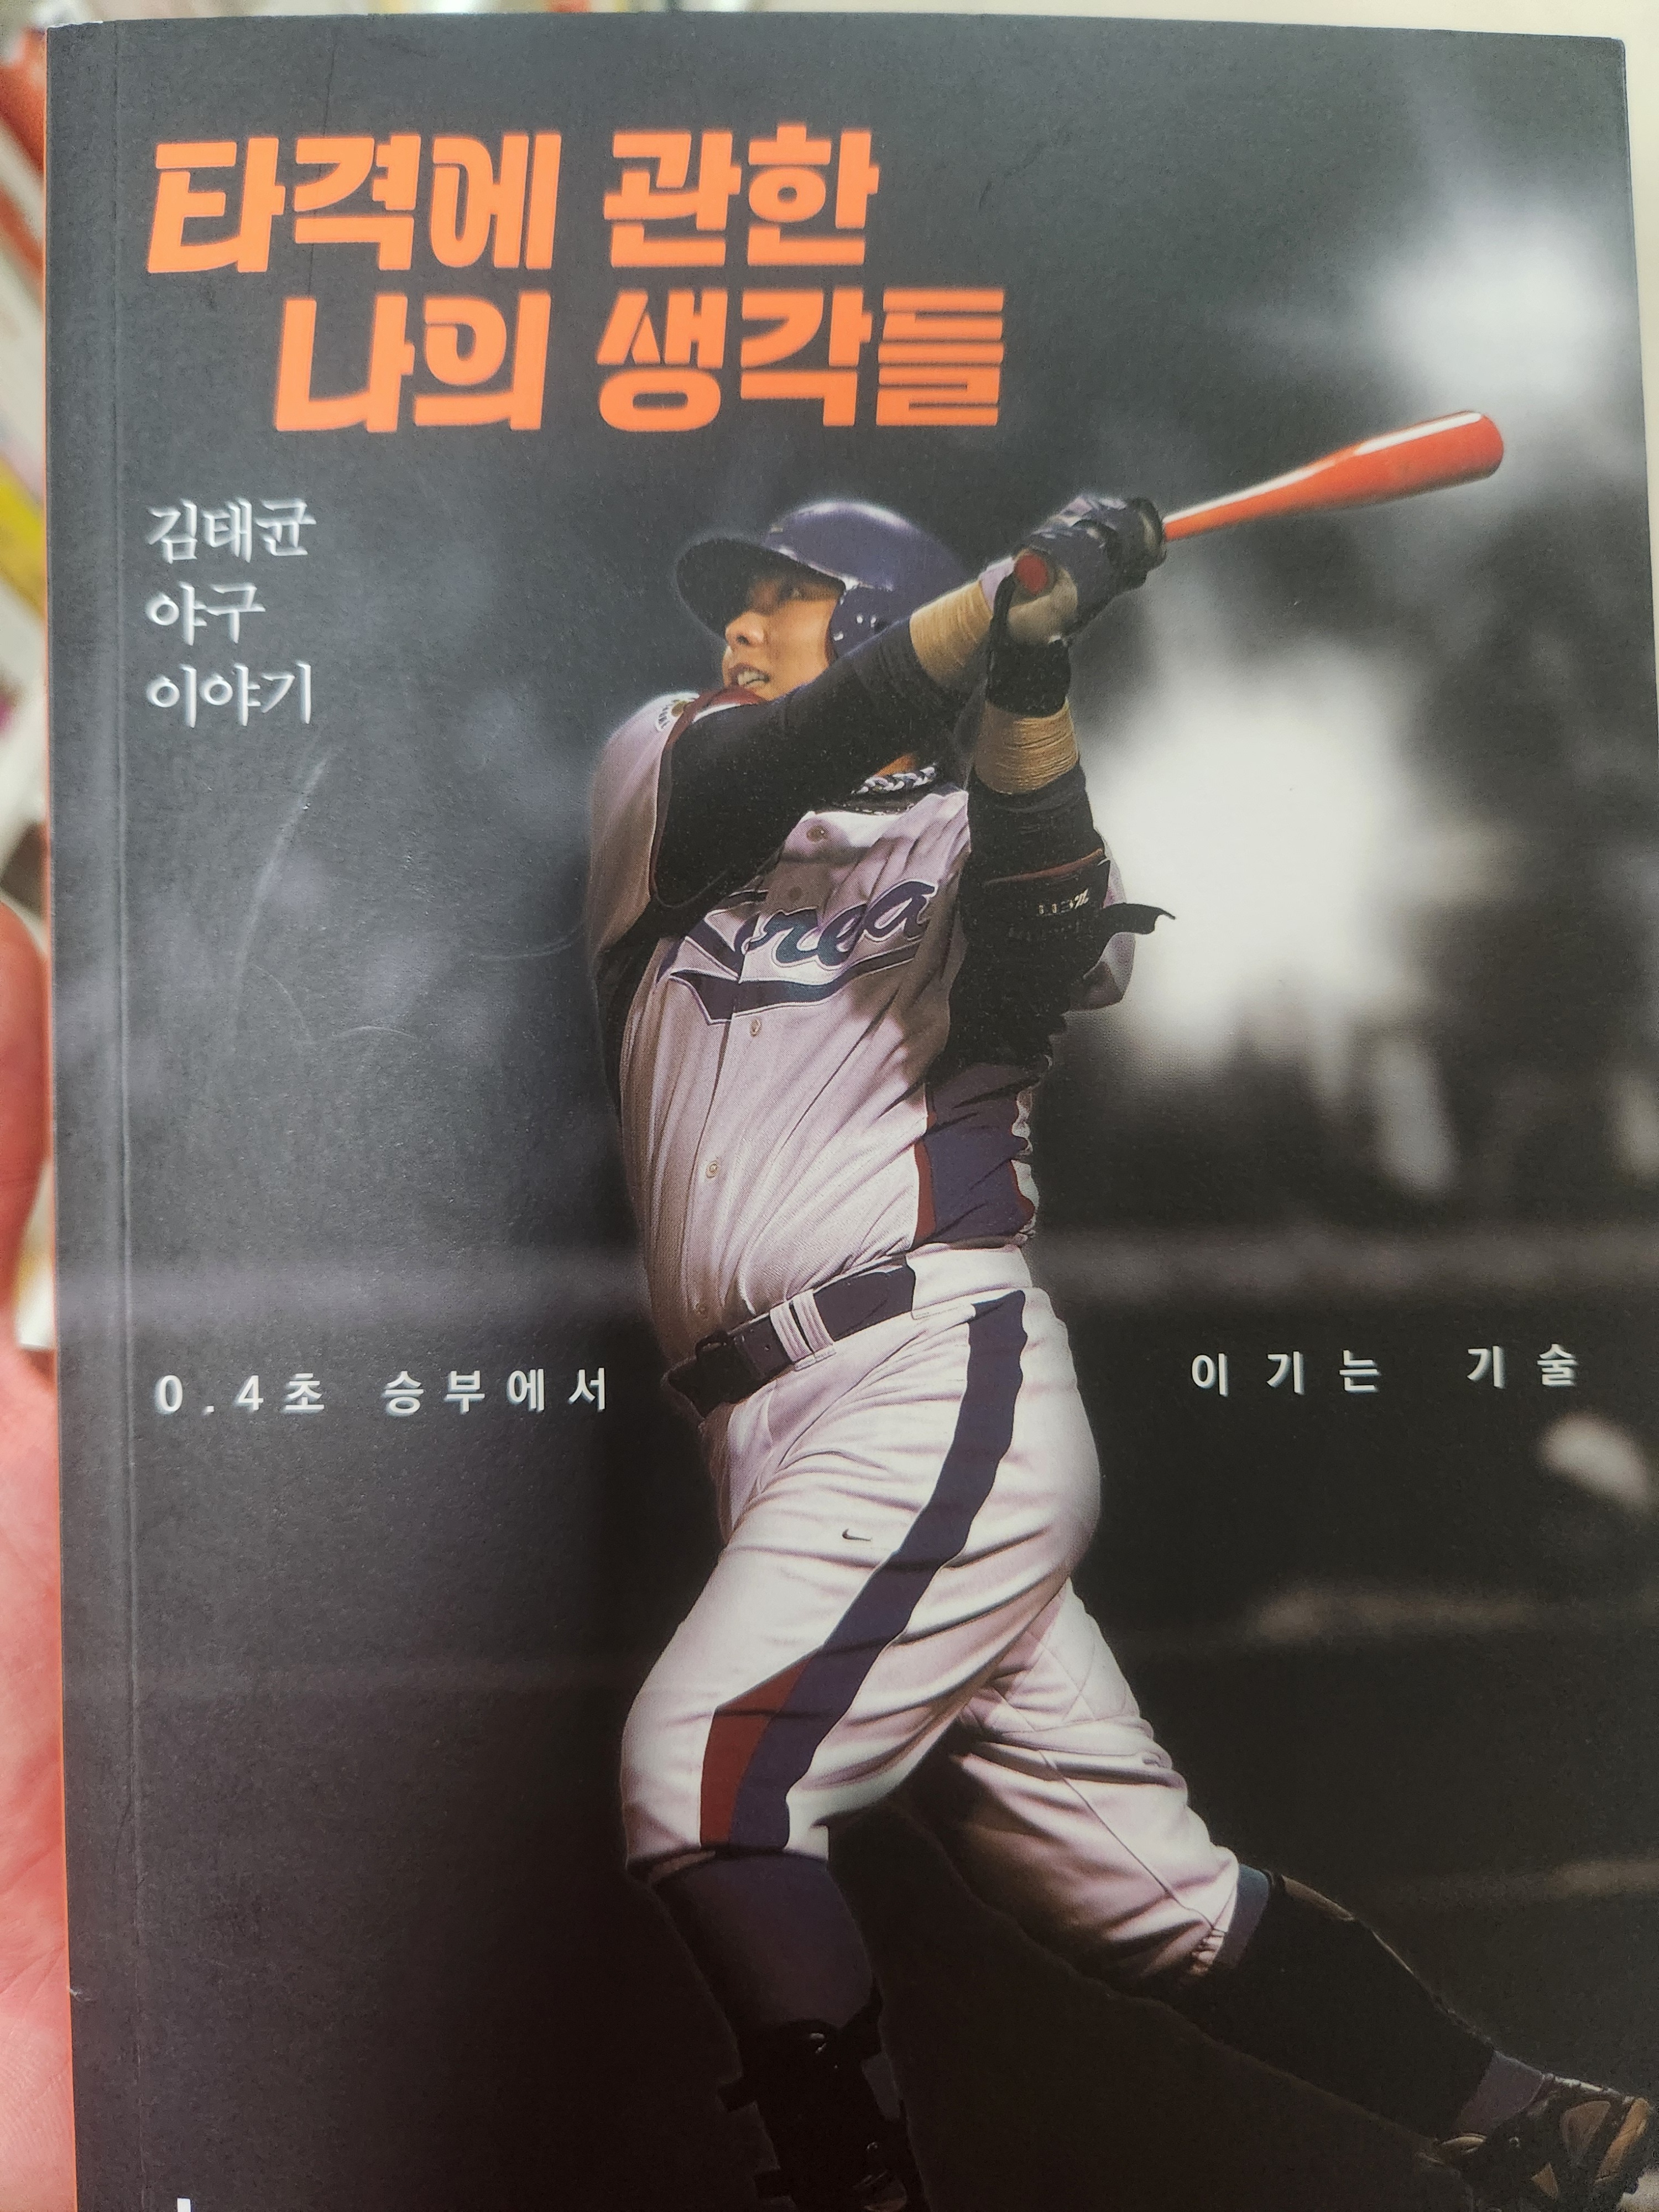 타격에 관한
나의 생각들
김태균
야구
이야기
Korea
0.4초 승부에서 이기는 기술